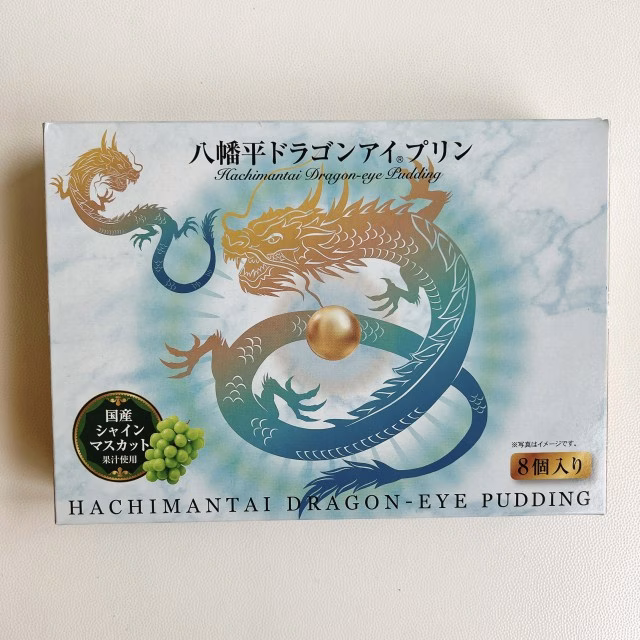 八幡平ドラゴンアイ®プリン
Hachimantai Dragon-eye Pudding
国産
シャイン
マスカット
果汁使用
※写真はイメージです。
8個入り
HACHIMANTAI DRAGON-EYE PUDDING